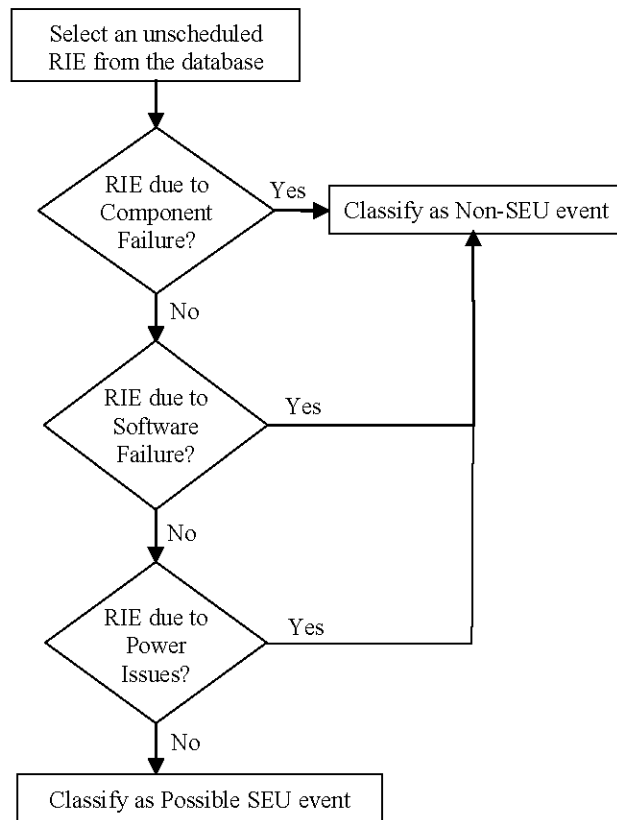 Select an unscheduled
RIE from the database
RIE due to
Component
Failure?
Yes
Classify as Non-SEU event
No
RIE due to
Software
Failure?
Yes
No
RIE due to
Power
Issues?
Yes
No
Classify as Possible SEU event